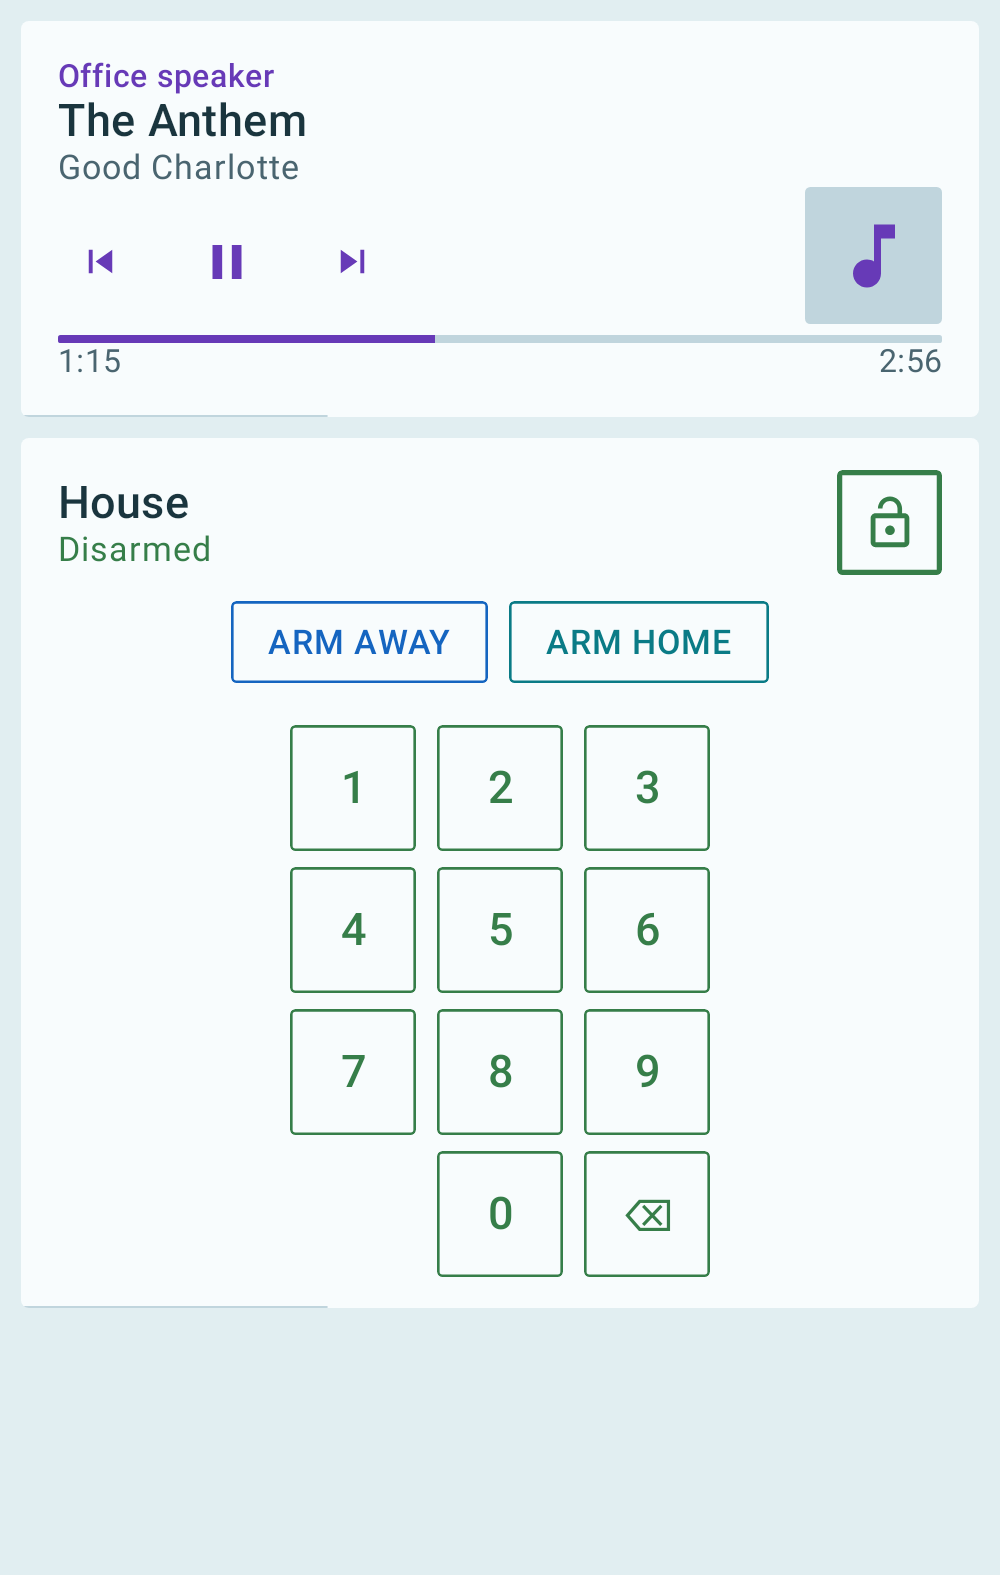 Office speaker
The Anthem
Good Charlotte
1:15 2:56
House
Disarmed
ARM AWAY ARM HOME
1 2 3
4 5 6
7 8 9
0